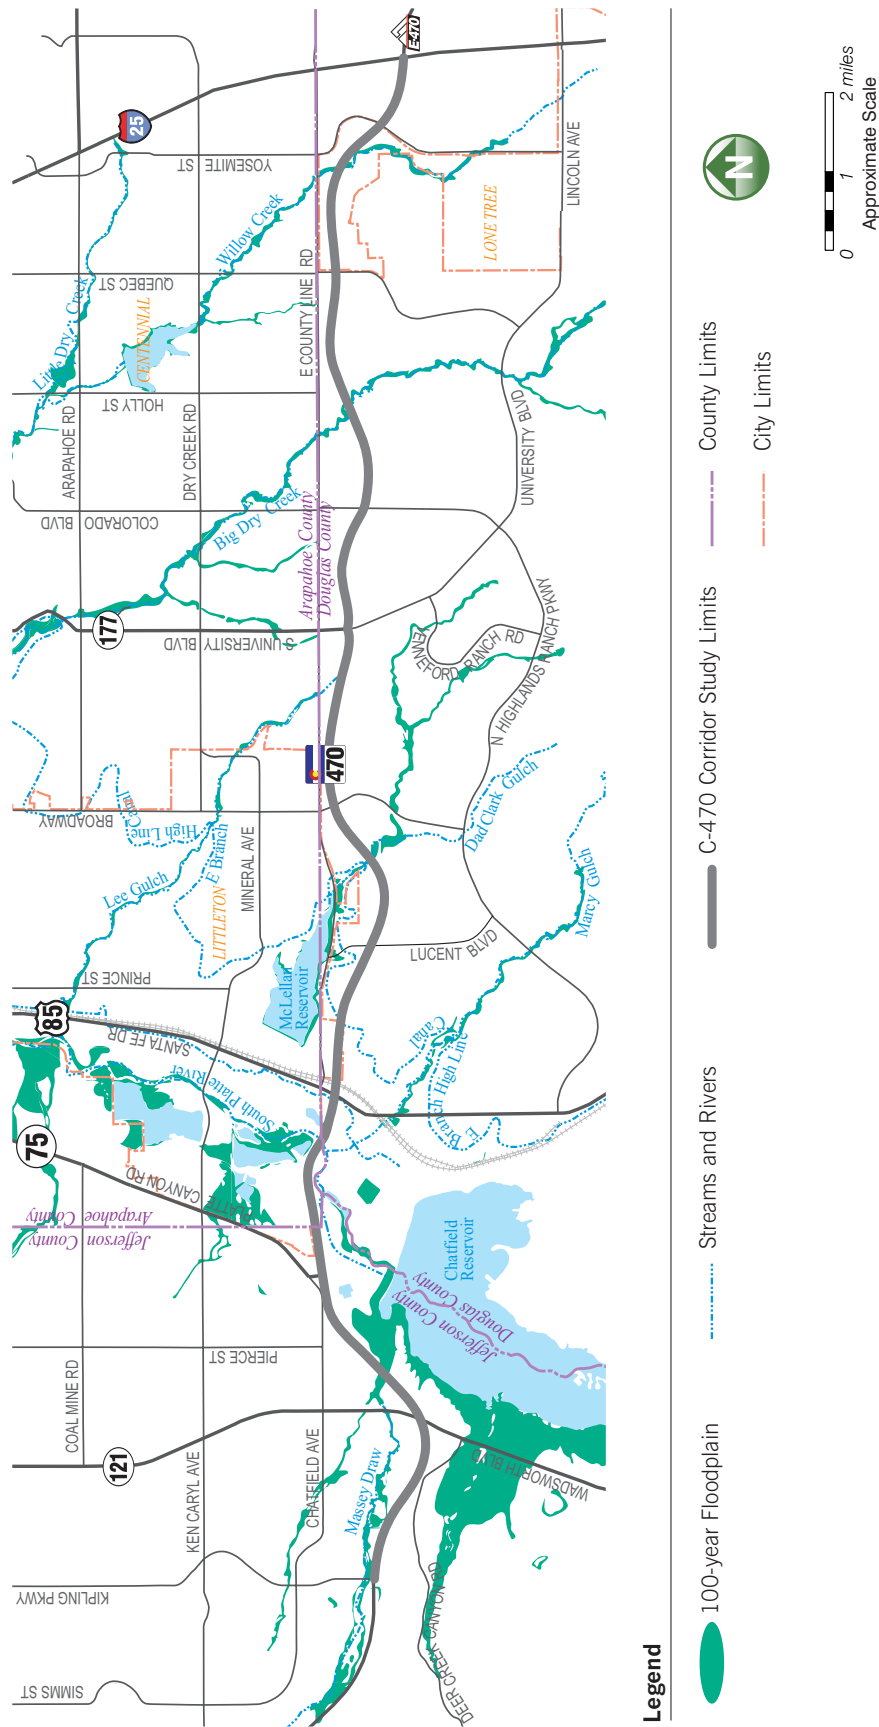 SIMMS ST
KIPLING PKWY
121
COAL MINE RD
KEN CARYL AVE
CHATFIELD AVE
PIERCE ST
Massey Draw
DEER CREEK CANYON RD
WADSWORTH BLVD
Jefferson County
Arapahoe County
Jefferson County
Douglas County
Chatfield
Reservoir
75
PLATTE CANYON RD
South Platte River
85
SANTA FE DR
PRINCE ST
McLellan
Reservoir
E Branch High Line
Canal
LUCENT BLVD
Marcy Gulch
Lee Gulch
LITTLETON
E Branch
High Line
Canal
MINERAL AVE
BROADWAY
470
Dad Clark Gulch
N HIGHLANDS RANCH PKWY
VENNEFORD RANCH RD
177
S UNIVERSITY BLVD
Arapahoe County
Douglas County
COLORADO
BLVD
Big Dry Creek
ARAPAHOE RD
DRY CREEK RD
HOLLY ST
UNIVERSITY BLVD
Little Dry Creek
CENTENNIAL
QUEBEC ST
Willow Creek
E COUNTY LINE RD
YOSEMITE ST
25
LONE TREE
LINCOLN AVE
E-470
Legend
100-year Floodplain
Streams and Rivers
C-470 Corridor Study Limits
County Limits
City Limits
N
0 1 2 miles
Approximate Scale